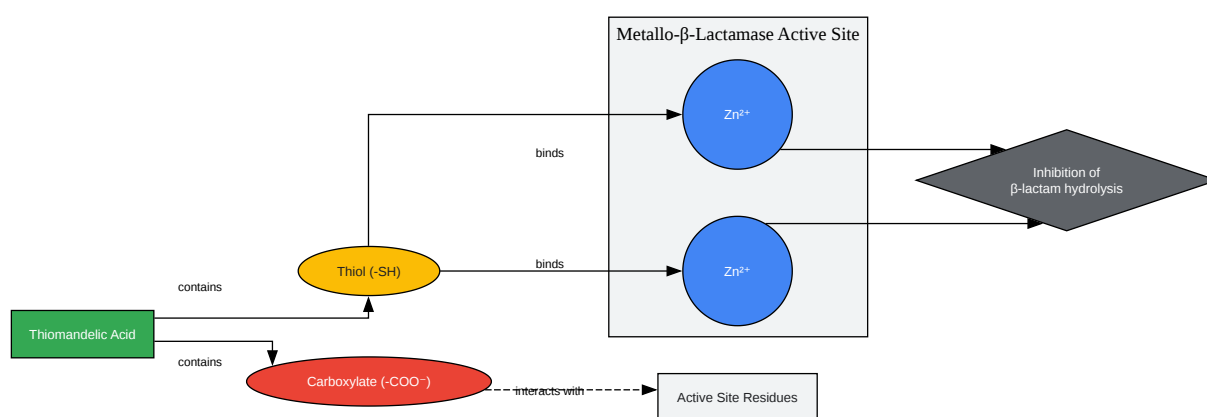 Metallo-β-Lactamase Active Site
Zn²⁺
binds
Inhibition of
β-lactam hydrolysis
Thiol (-SH)
binds
Zn²⁺
contains
Thiomandelic Acid
contains
Carboxylate (-COO⁻)
interacts with
Active Site Residues